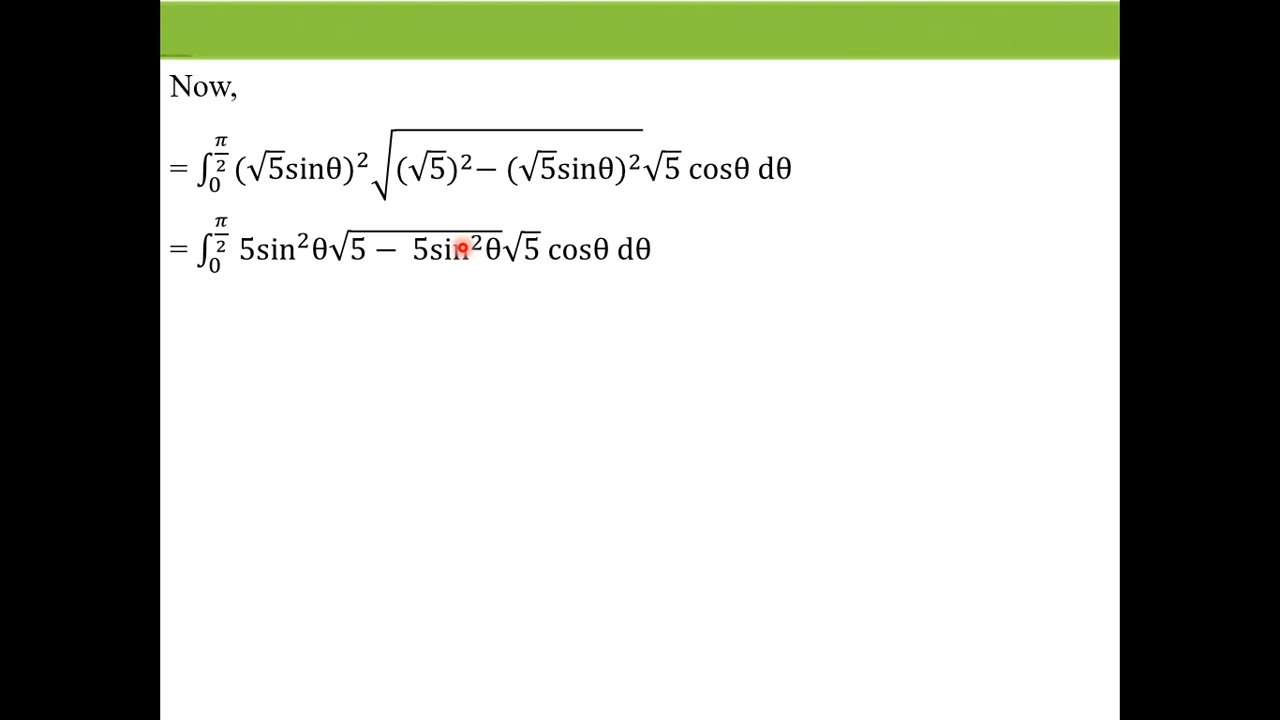 Now,
= ∫₀^(π/2) (√5sinθ)² √((√5)² − (√5sinθ)²) √5 cosθ dθ
= ∫₀^(π/2) 5sin²θ√(5 − 5sin²θ) √5 cosθ dθ